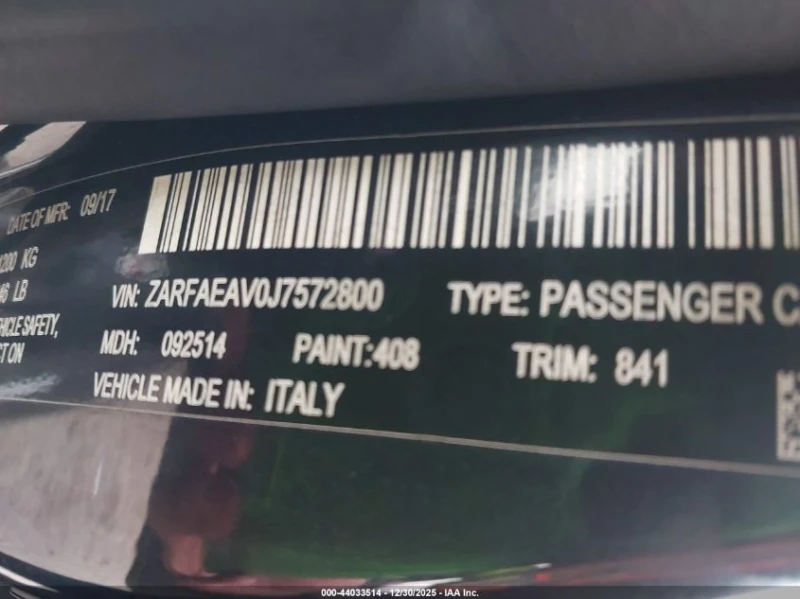 DATE OF MFR: 09/17
200 KG
LB
VIN: ZARFAEAV0J7572800 TYPE: PASSENGER C
HICLE SAFETY,
MDH: 092514 PAINT:408 TRIM: 841
CT ON
VEHICLE MADE IN: ITALY
000-44033514 - 12/30/2025 - IAA Inc.